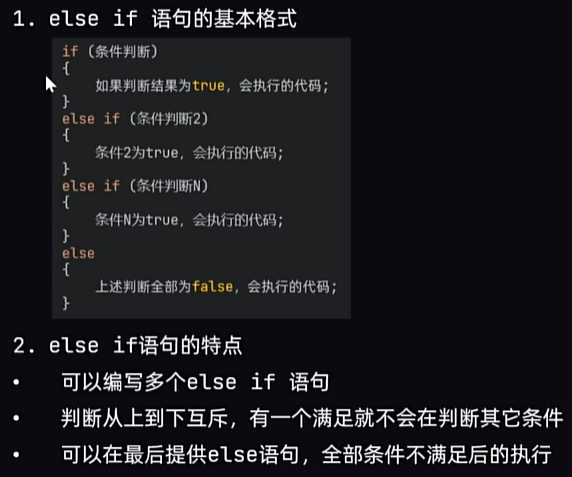 1. else if 语句的基本格式
if (条件判断)
{
如果判断结果为true, 会执行的代码;
}
else if (条件判断2)
{
条件2为true, 会执行的代码;
}
else if (条件判断N)
{
条件N为true, 会执行的代码;
}
else
{
上述判断全部为false, 会执行的代码;
}
2. else if语句的特点
• 可以编写多个else if 语句
• 判断从上到下互斥，有一个满足就不会在判断其它条件
• 可以在最后提供else语句，全部条件不满足后的执行